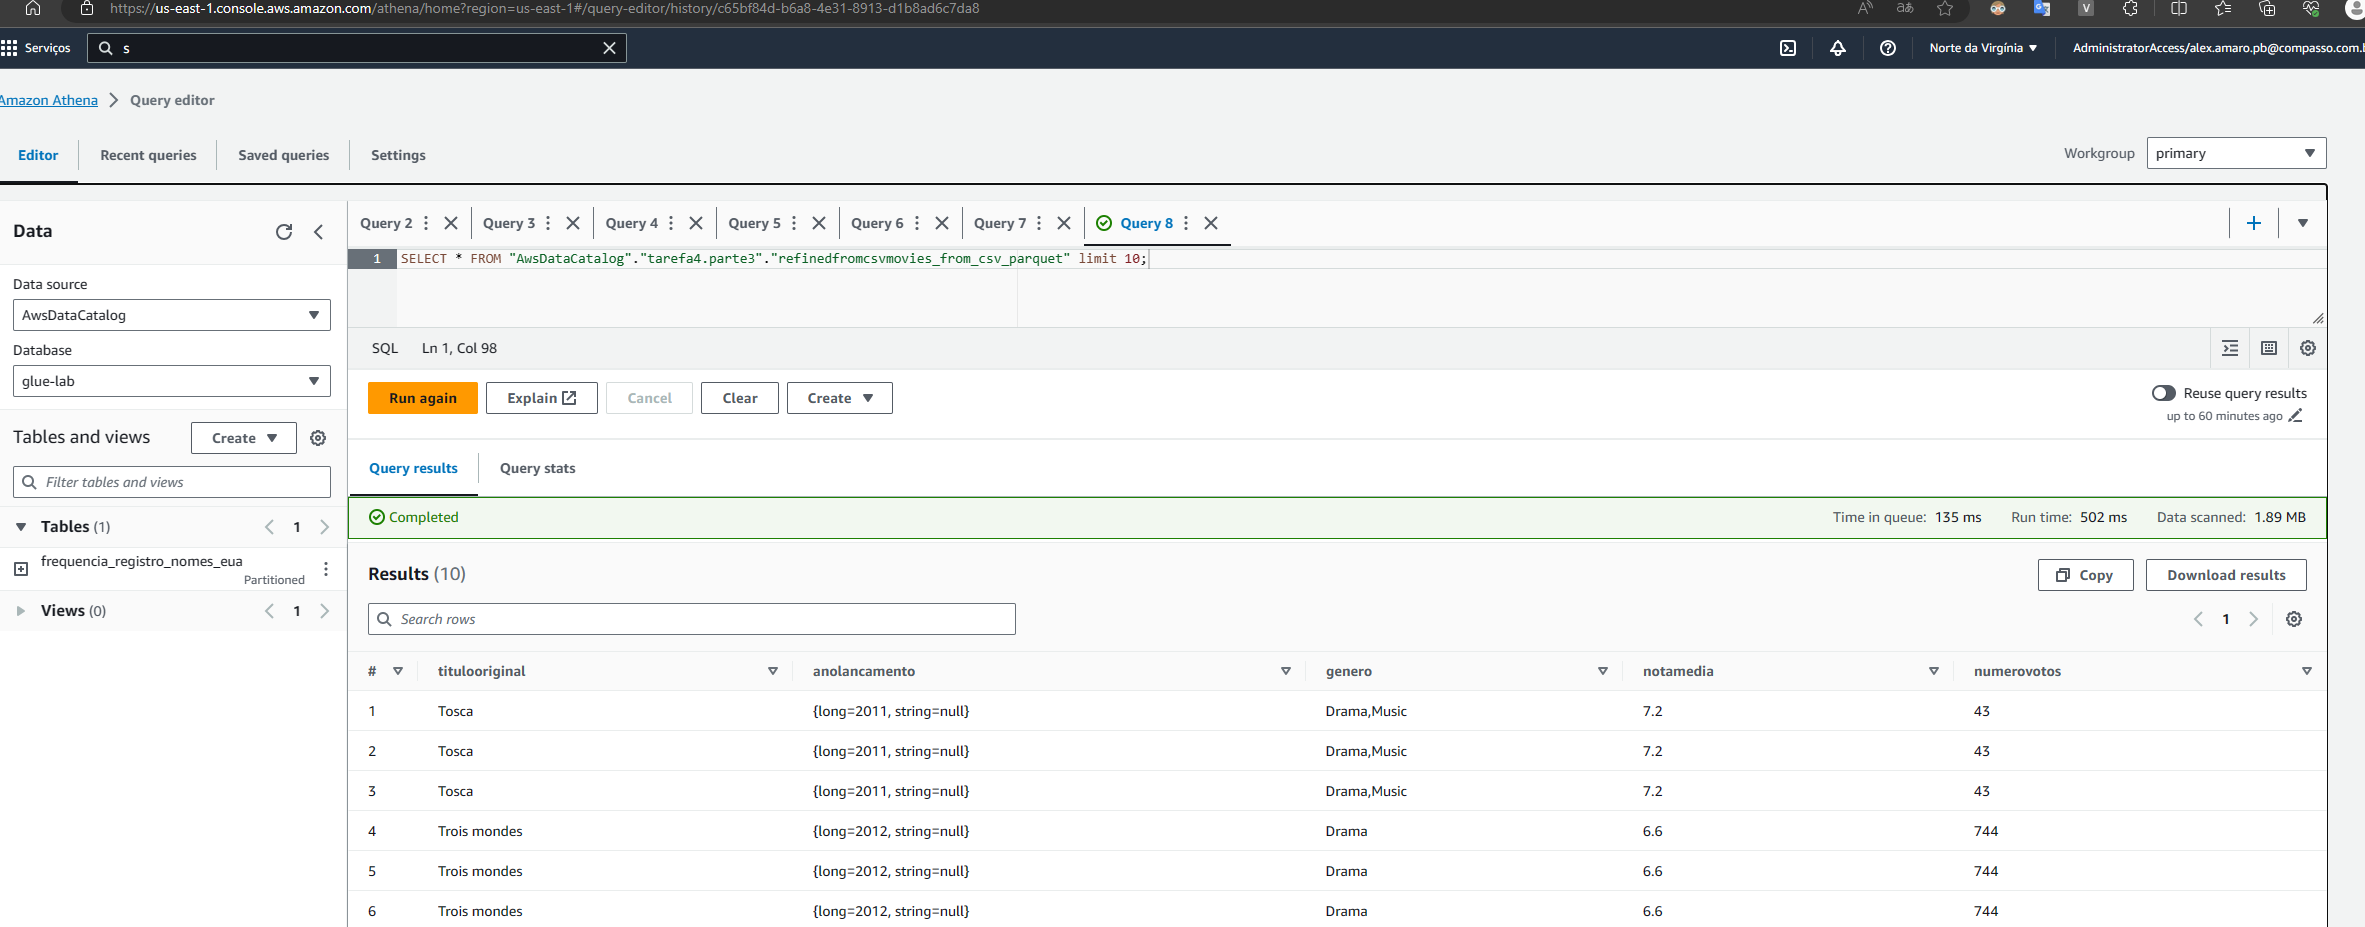 https://us-east-1.console.aws.amazon.com/athena/home?region=us-east-1#/query-editor/history/c65bf84d-b6a8-4e31-8913-d1b8ad6c7da8
Serviços
s
Norte da Virgínia
AdministratorAccess/alex.amaro.pb@compasso.com.
Amazon Athena
Query editor
Editor
Recent queries
Saved queries
Settings
Workgroup
primary
Data
Data source
AwsDataCatalog
Database
glue-lab
Tables and views
Create
Filter tables and views
Tables (1)
1
frequencia_registro_nomes_eua
Partitioned
Views (0)
1
Query 2
Query 3
Query 4
Query 5
Query 6
Query 7
Query 8
1 SELECT * FROM "AwsDataCatalog"."tarefa4.parte3"."refinedfromcsvmovies_from_csv_parquet" limit 10;
SQL Ln 1, Col 98
Run again
Explain
Cancel
Clear
Create
Reuse query results
up to 60 minutes ago
Query results
Query stats
Completed
Time in queue: 135 ms
Run time: 502 ms
Data scanned: 1.89 MB
Results (10)
Copy
Download results
Search rows
1
# titulooriginal anolancamento genero notamedia numerovotos
1 Tosca {long=2011, string=null} Drama,Music 7.2 43
2 Tosca {long=2011, string=null} Drama,Music 7.2 43
3 Tosca {long=2011, string=null} Drama,Music 7.2 43
4 Trois mondes {long=2012, string=null} Drama 6.6 744
5 Trois mondes {long=2012, string=null} Drama 6.6 744
6 Trois mondes {long=2012, string=null} Drama 6.6 744